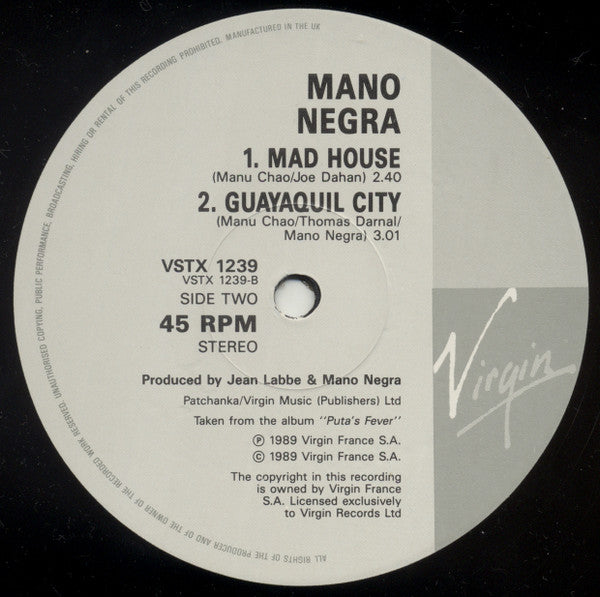 MANO
NEGRA
1. MAD HOUSE
(Manu Chao/Joe Dahan) 2.40
2. GUAYAQUIL CITY
(Manu Chao/Thomas Darnal/
Mano Negra) 3.01
VSTX 1239
VSTX 1239-B
SIDE TWO
45 RPM
STEREO
Virgin
Produced by Jean Labbe & Mano Negra
Patchanka/Virgin Music (Publishers) Ltd
Taken from the album "Puta's Fever"
℗ 1989 Virgin France S.A.
© 1989 Virgin France S.A.
The copyright in this recording
is owned by Virgin France
S.A. Licensed exclusively
to Virgin Records Ltd
ALL RIGHTS OF THE PRODUCER AND OF THE OWNER OF THE RECORDED WORK RESERVED. UNAUTHORISED COPYING, PUBLIC PERFORMANCE, BROADCASTING, HIRING OR RENTAL OF THIS RECORDING PROHIBITED. MANUFACTURED IN THE UK